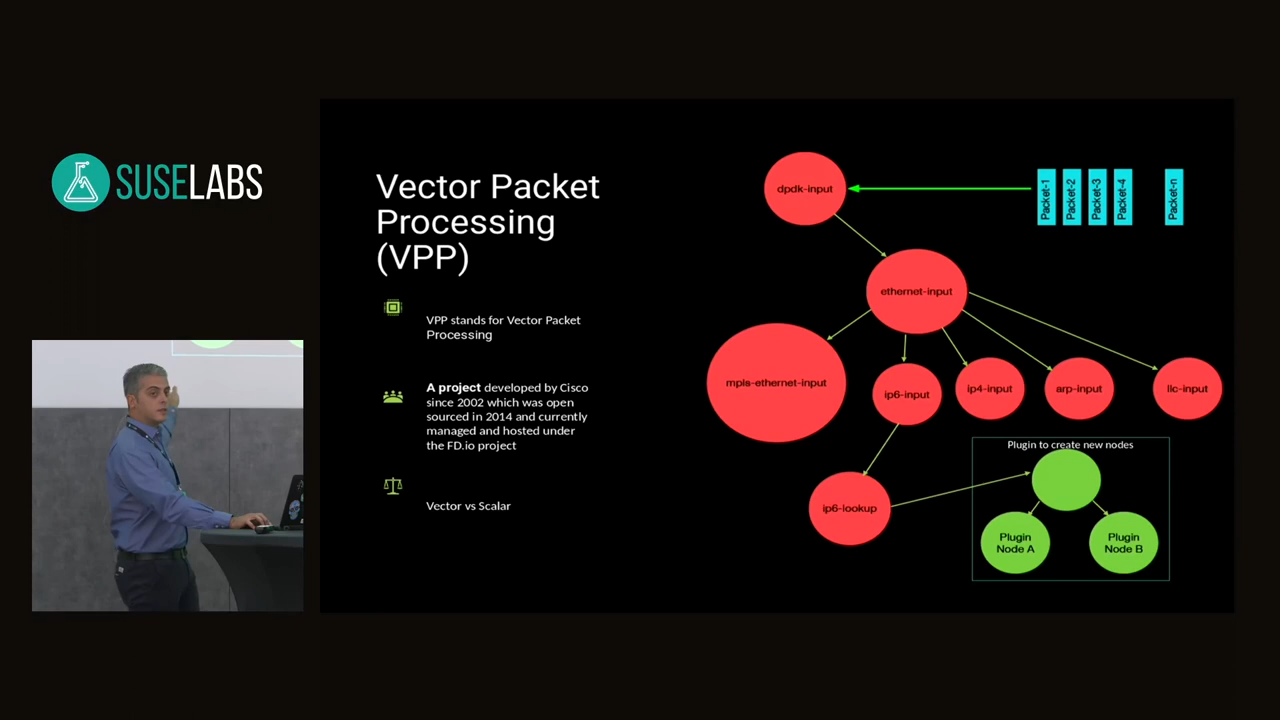 SUSELABS
Vector Packet
Processing
(VPP)
VPP stands for Vector Packet
Processing
A project developed by Cisco
since 2002 which was open
sourced in 2014 and currently
managed and hosted under
the FD.io project
Vector vs Scalar
dpdk-input
Packet-1
Packet-2
Packet-3
Packet-4
Packet-n
ethernet-input
mpls-ethernet-input
ip6-input
ip4-input
arp-input
llc-input
ip6-lookup
Plugin to create new nodes
Plugin
Node A
Plugin
Node B